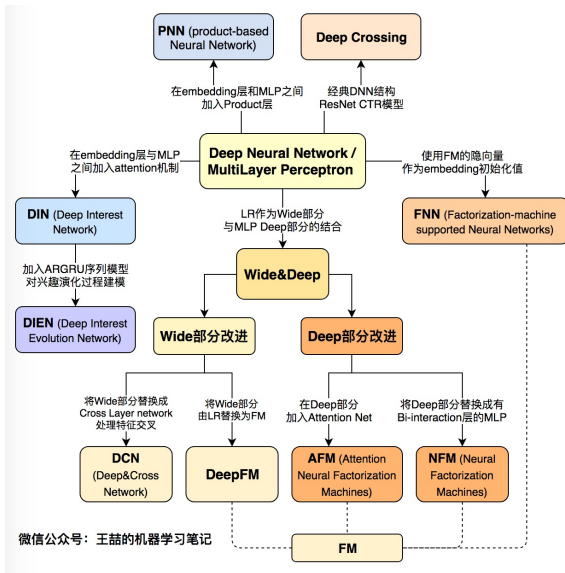 PNN (product-based
Neural Network)
Deep Crossing
在embedding层和MLP之间
加入Product层
经典DNN结构
ResNet CTR模型
Deep Neural Network /
MultiLayer Perceptron
在embedding层与MLP
之间加入attention机制
使用FM的隐向量
作为embedding初始化值
DIN (Deep Interest
Network)
LR作为Wide部分
与MLP Deep部分的结合
FNN (Factorization-machine
supported Neural Networks)
加入ARGRU序列模型
对兴趣演化过程建模
Wide&Deep
DIEN (Deep Interest
Evolution Network)
Wide部分改进
Deep部分改进
将Wide部分替换成
Cross Layer network
处理特征交叉
将Wide部分
由LR替换为FM
在Deep部分
加入Attention Net
将Deep部分替换成有
Bi-interaction层的MLP
DCN
(Deep&Cross
Network)
DeepFM
AFM (Attention
Neural Factorization
Machines)
NFM (Neural
Factorization
Machines)
微信公众号：王喆的机器学习笔记
FM